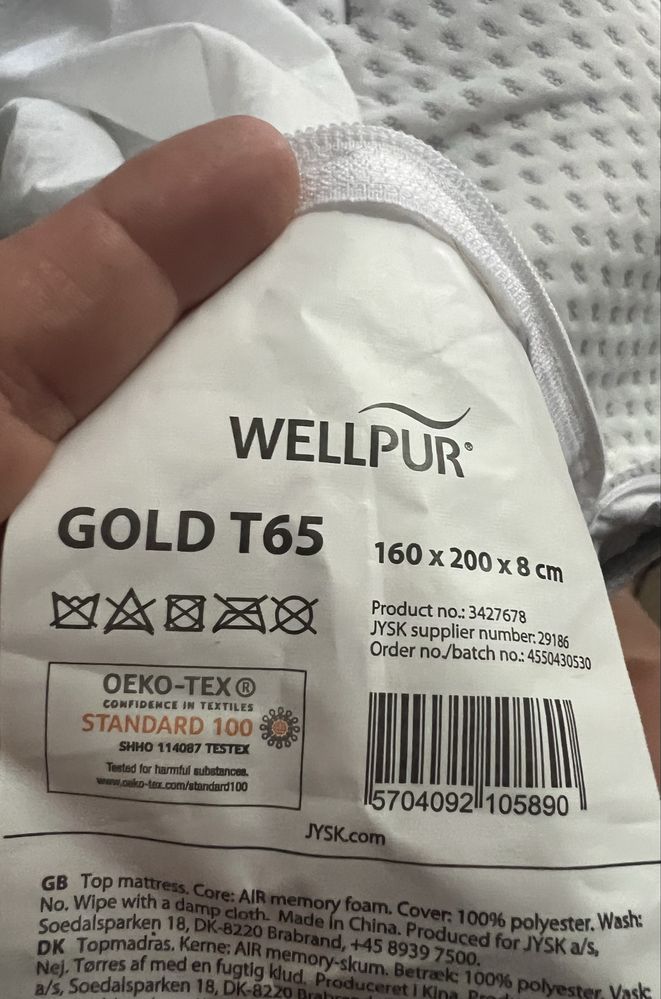 WELLPUR®
GOLD T65
160 x 200 x 8 cm
Product no.: 3427678
JYSK supplier number: 29186
Order no./batch no.: 4550430530
OEKO-TEX®
CONFIDENCE IN TEXTILES
STANDARD 100
SHHO 114087 TESTEX
Tested for harmful substances.
www.oeko-tex.com/standard100
5704092 105890
JYSK.com
GB Top mattress. Core: AIR memory foam. Cover: 100% polyester. Wash:
No. Wipe with a damp cloth. Made in China. Produced for JYSK a/s,
Soedalsparken 18, DK-8220 Brabrand, +45 8939 7500.
DK Topmadras. Kerne: AIR memory-skum. Betræk: 100% polyester. Vask:
Nej. Tørres af med en fugtig klud. Produceret i Kina.
a/s, Soedalsparken 18, DK-8220